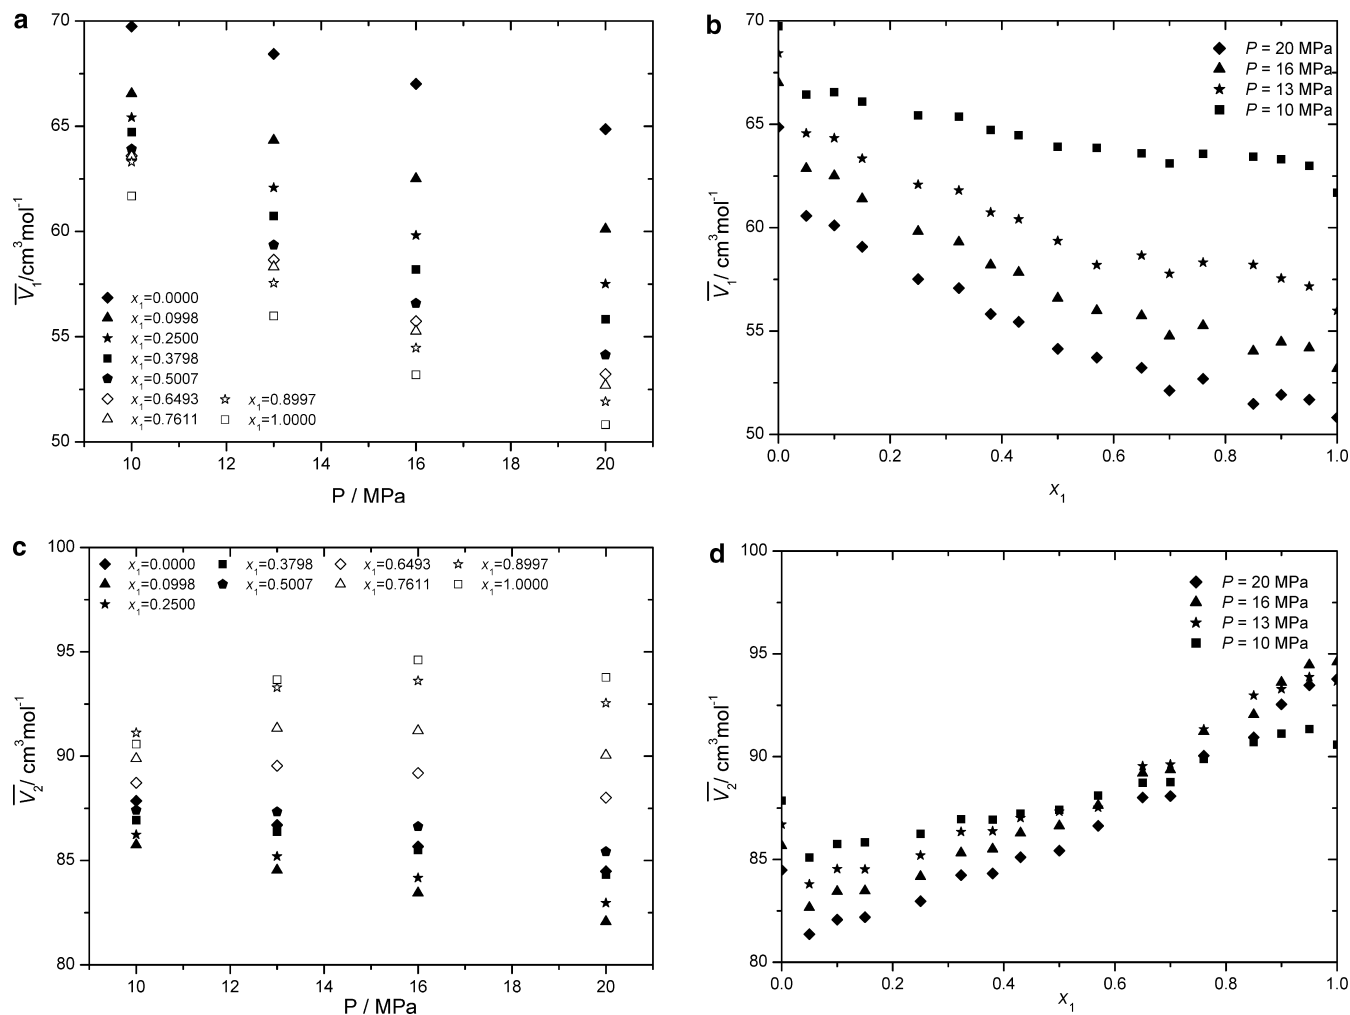 a
70
65
60
55
50
V̅₁/cm³mol⁻¹
x₁=0.0000
x₁=0.0998
x₁=0.2500
x₁=0.3798
x₁=0.5007
x₁=0.6493 x₁=0.8997
x₁=0.7611 x₁=1.0000
10 12 14 16 18 20
P / MPa
b
70
65
60
55
50
V̅₁/ cm³mol⁻¹
P = 20 MPa
P = 16 MPa
P = 13 MPa
P = 10 MPa
0.0 0.2 0.4 0.6 0.8 1.0
x₁
c
100
95
90
85
80
V̅₂/ cm³mol⁻¹
x₁=0.0000 x₁=0.3798 x₁=0.6493 x₁=0.8997
x₁=0.0998 x₁=0.5007 x₁=0.7611 x₁=1.0000
x₁=0.2500
10 12 14 16 18 20
P / MPa
d
100
95
90
85
80
V̅₂/ cm³mol⁻¹
P = 20 MPa
P = 16 MPa
P = 13 MPa
P = 10 MPa
0.0 0.2 0.4 0.6 0.8 1.0
x₁